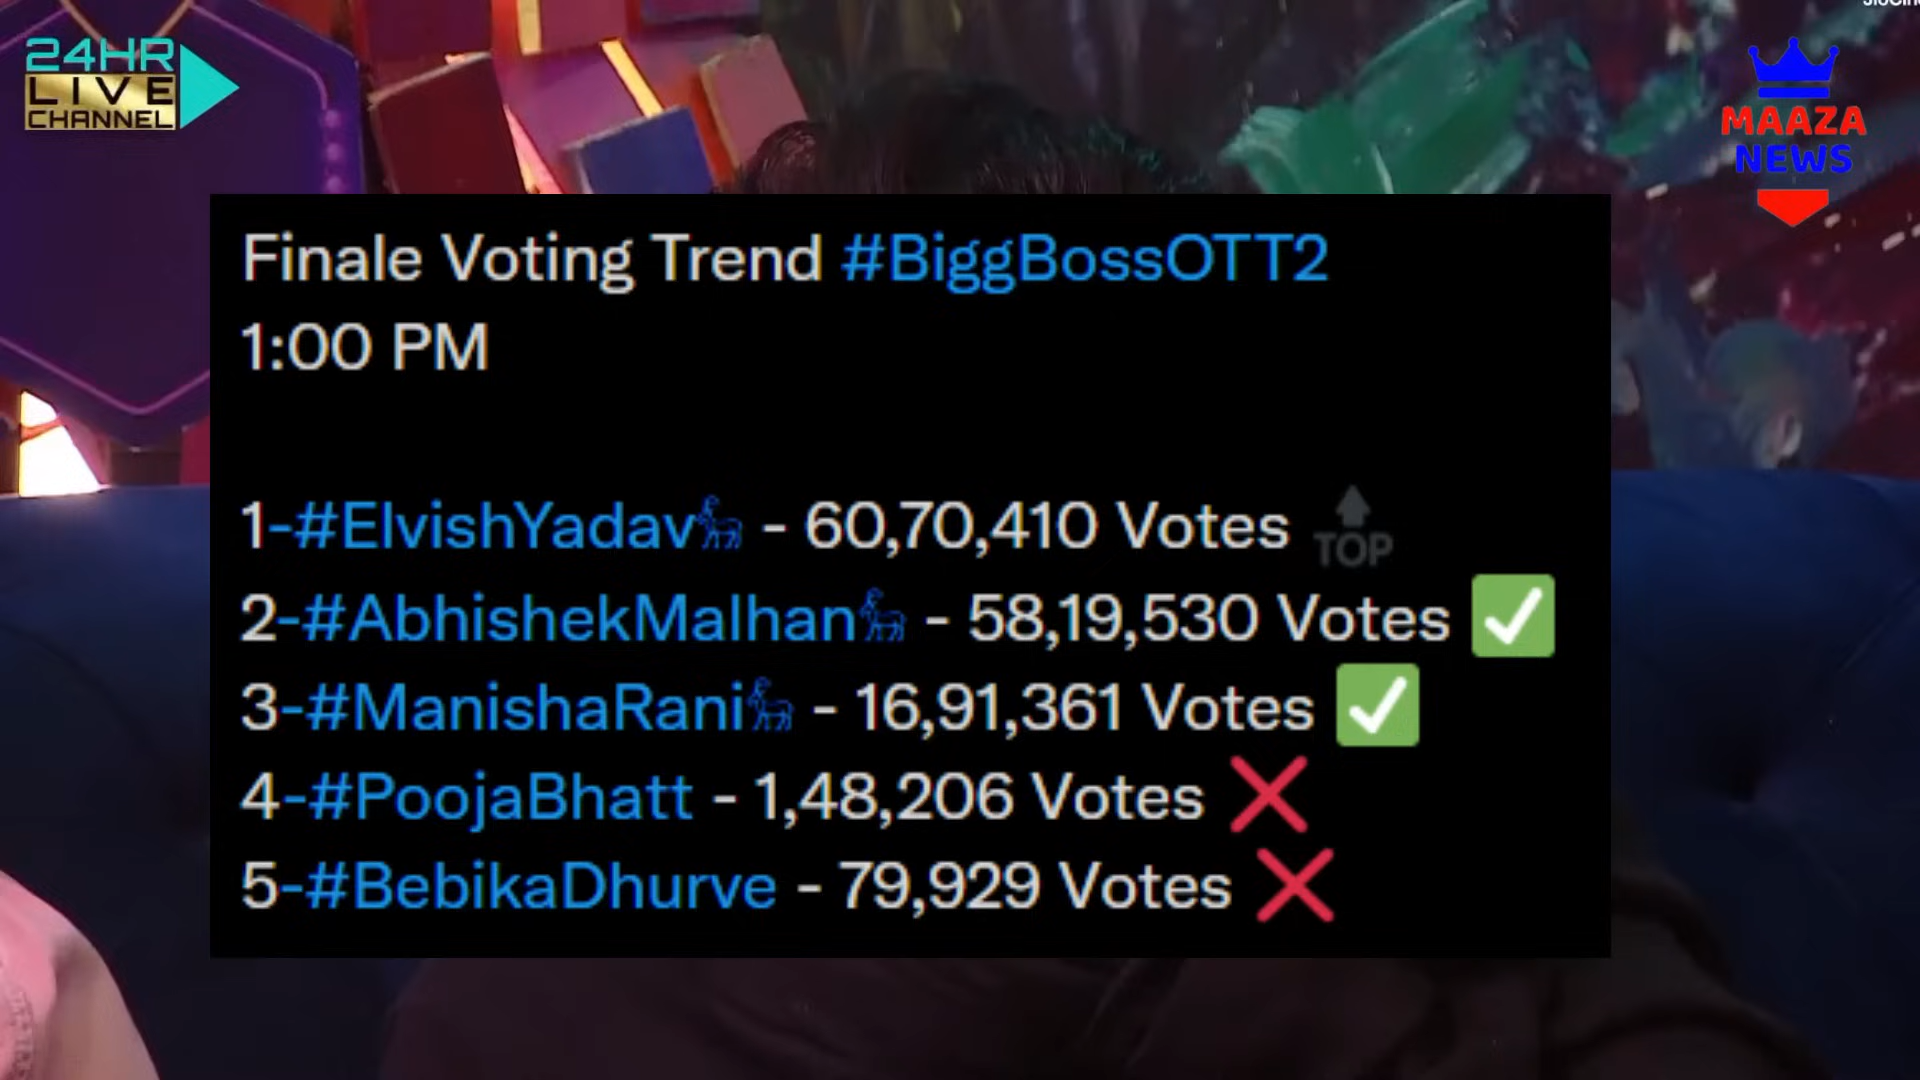 24HR
LIVE
CHANNEL
MAAZA
NEWS
Finale Voting Trend #BiggBossOTT2
1:00 PM
1-#ElvishYadav - 60,70,410 Votes TOP
2-#AbhishekMalhan - 58,19,530 Votes ✅
3-#ManishaRani - 16,91,361 Votes ✅
4-#PoojaBhatt - 1,48,206 Votes ❌
5-#BebikaDhurve - 79,929 Votes ❌